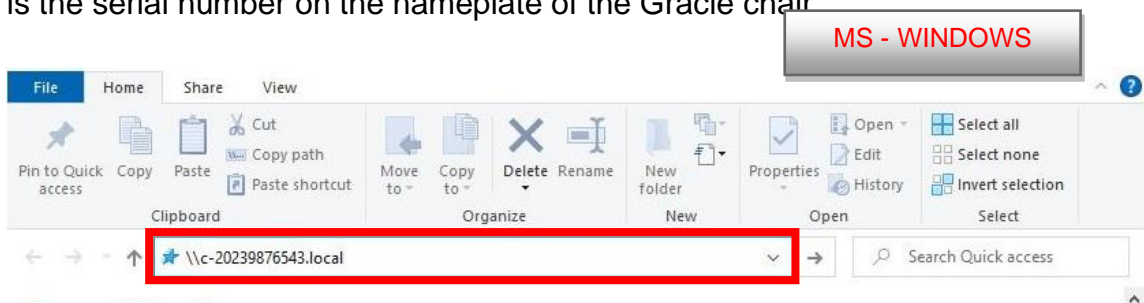 is the serial number on the nameplate of the Gracie chair
MS - WINDOWS
File Home Share View
Pin to Quick access
Copy
Paste
Cut
Copy path
Paste shortcut
Move to
Copy to
Delete
Rename
New folder
Properties
Open
Edit
History
Select all
Select none
Invert selection
Clipboard Organize New Open Select
\\c-20239876543.local
Search Quick access